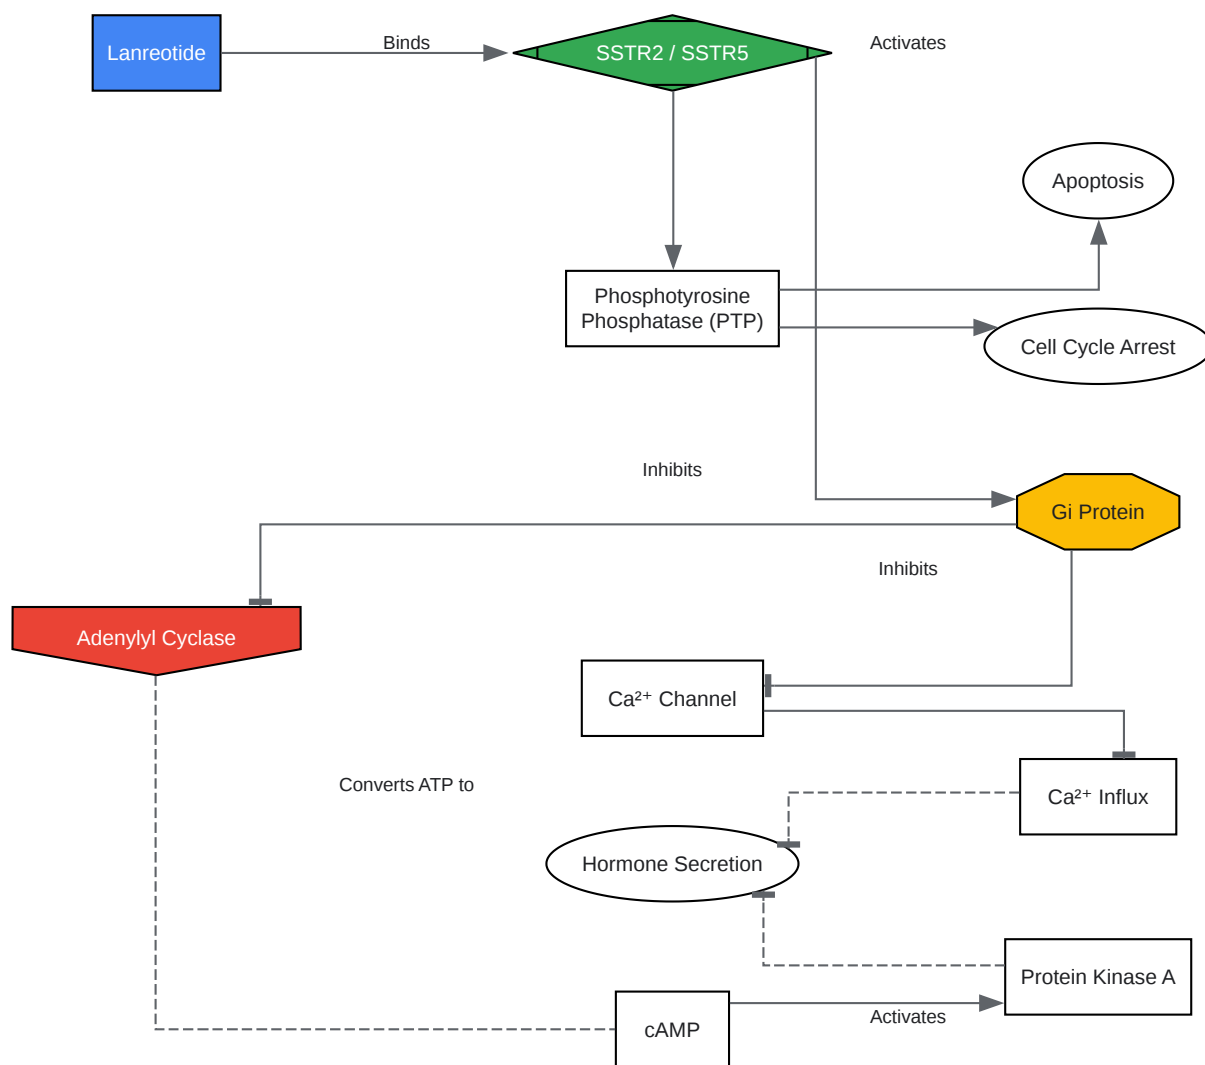 Lanreotide
Binds
SSTR2 / SSTR5
Activates
Apoptosis
Phosphotyrosine
Phosphatase (PTP)
Cell Cycle Arrest
Inhibits
Gi Protein
Inhibits
Adenylyl Cyclase
Ca²⁺ Channel
Converts ATP to
Ca²⁺ Influx
Hormone Secretion
Protein Kinase A
Activates
cAMP